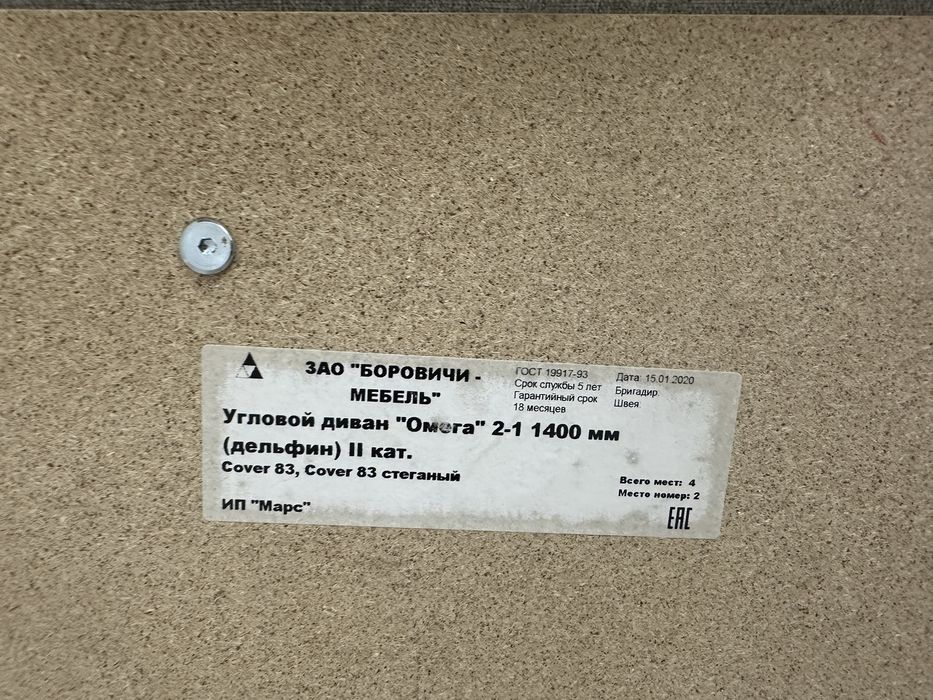 ЗАО "БОРОВИЧИ -
МЕБЕЛЬ"
ГОСТ 19917-93
Срок службы 5 лет
Гарантийный срок
18 месяцев
Дата: 15.01.2020
Бригадир:
Швея:
Угловой диван "Омега" 2-1 1400 мм
(дельфин) II кат.
Cover 83, Cover 83 стеганый
Всего мест: 4
Место номер: 2
ИП "Марс"
EAC